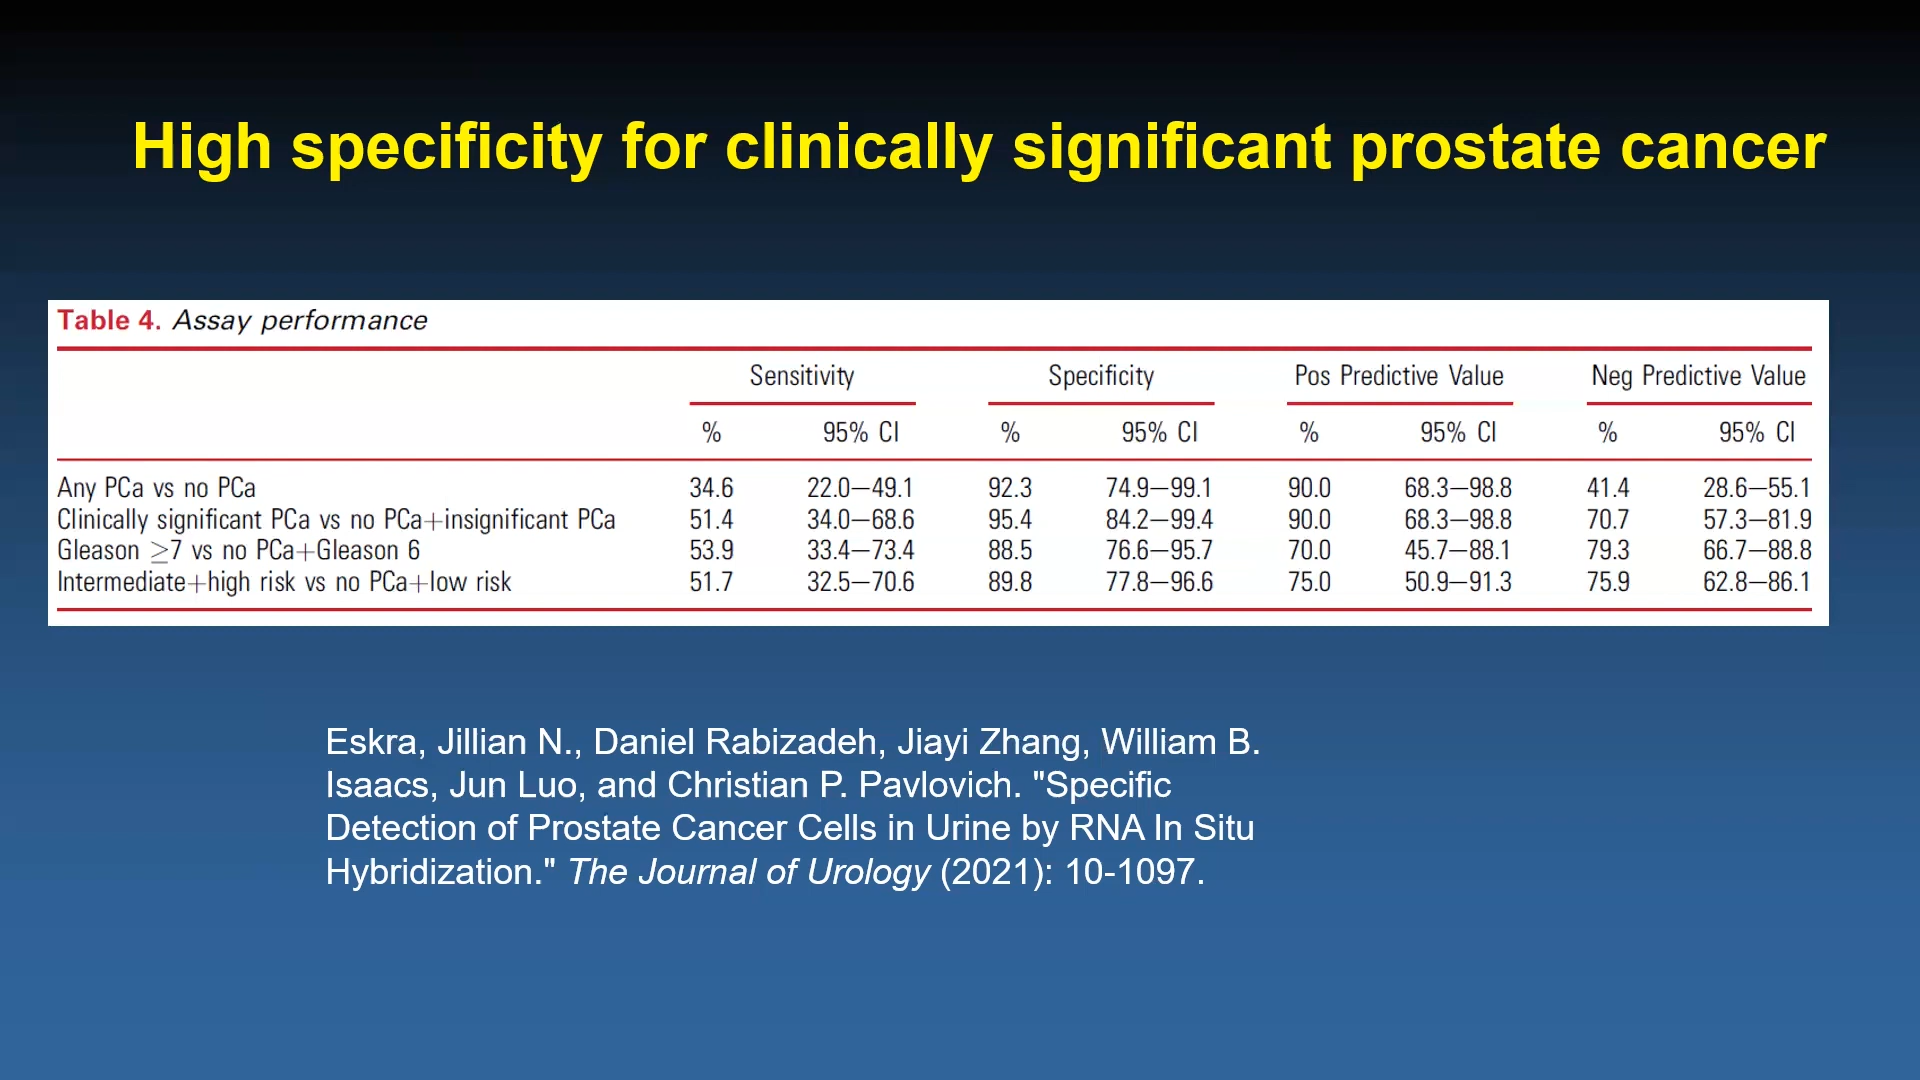 High specificity for clinically significant prostate cancer
Table 4. Assay performance
Sensitivity Specificity Pos Predictive Value Neg Predictive Value
% 95% CI % 95% CI % 95% CI % 95% CI
Any PCa vs no PCa 34.6 22.0—49.1 92.3 74.9—99.1 90.0 68.3—98.8 41.4 28.6—55.1
Clinically significant PCa vs no PCa+insignificant PCa 51.4 34.0—68.6 95.4 84.2—99.4 90.0 68.3—98.8 70.7 57.3—81.9
Gleason ≥7 vs no PCa+Gleason 6 53.9 33.4—73.4 88.5 76.6—95.7 70.0 45.7—88.1 79.3 66.7—88.8
Intermediate+high risk vs no PCa+low risk 51.7 32.5—70.6 89.8 77.8—96.6 75.0 50.9—91.3 75.9 62.8—86.1
Eskra, Jillian N., Daniel Rabizadeh, Jiayi Zhang, William B.
Isaacs, Jun Luo, and Christian P. Pavlovich. "Specific
Detection of Prostate Cancer Cells in Urine by RNA In Situ
Hybridization." The Journal of Urology (2021): 10-1097.